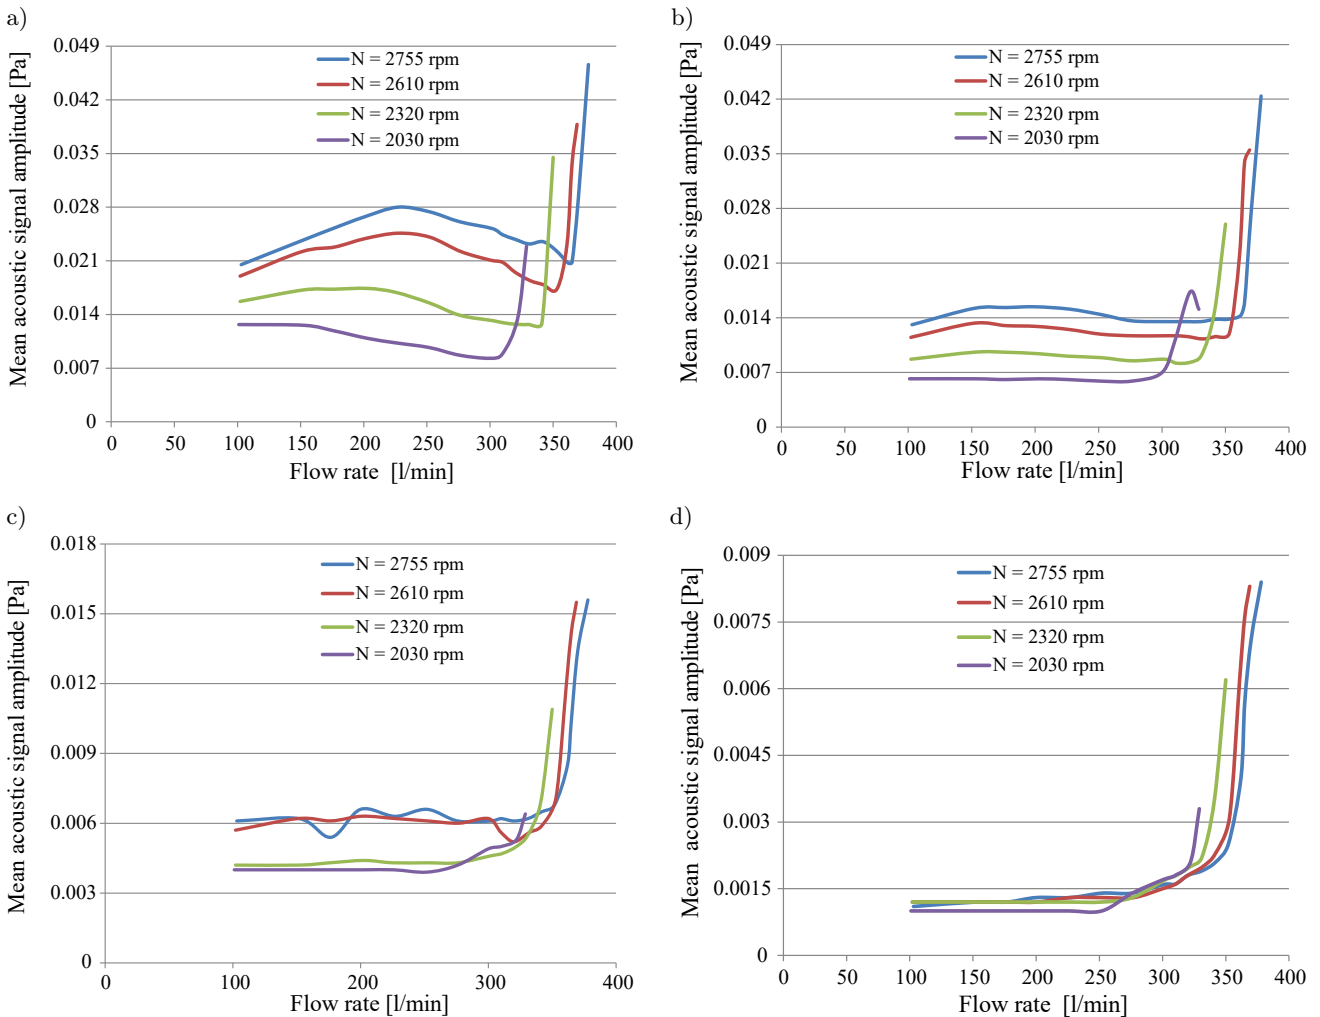 a)
Mean acoustic signal amplitude [Pa]
0.049
0.042
0.035
0.028
0.021
0.014
0.007
0
N = 2755 rpm
N = 2610 rpm
N = 2320 rpm
N = 2030 rpm
0 50 100 150 200 250 300 350 400
Flow rate [l/min]
b)
Mean acoustic signal amplitude [Pa]
0.049
0.042
0.035
0.028
0.021
0.014
0.007
0
N = 2755 rpm
N = 2610 rpm
N = 2320 rpm
N = 2030 rpm
0 50 100 150 200 250 300 350 400
Flow rate [l/min]
c)
Mean acoustic signal amplitude [Pa]
0.018
0.015
0.012
0.009
0.006
0.003
0
N = 2755 rpm
N = 2610 rpm
N = 2320 rpm
N = 2030 rpm
0 100 200 300 400
Flow rate [l/min]
d)
Mean acoustic signal amplitude [Pa]
0.009
0.0075
0.006
0.0045
0.003
0.0015
0
N = 2755 rpm
N = 2610 rpm
N = 2320 rpm
N = 2030 rpm
0 50 100 150 200 250 300 350 400
Flow rate [l/min]